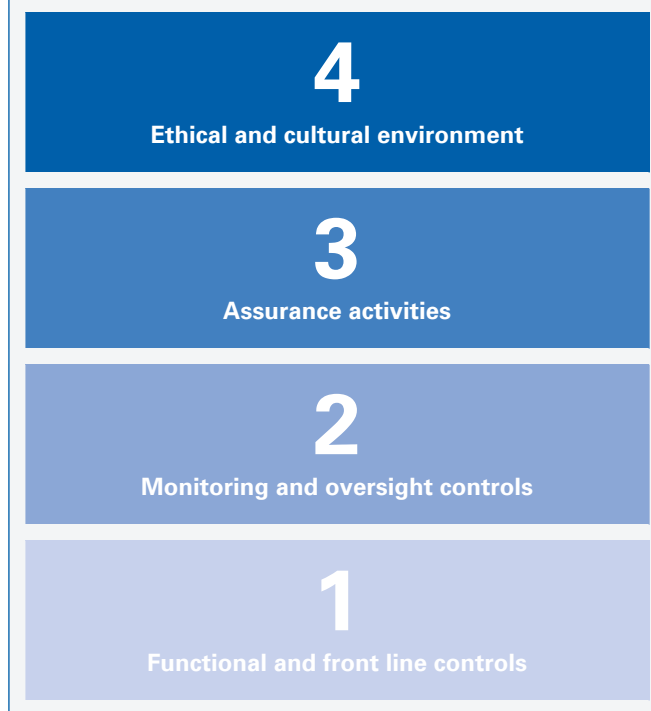 4
Ethical and cultural environment
3
Assurance activities
2
Monitoring and oversight controls
1
Functional and front line controls